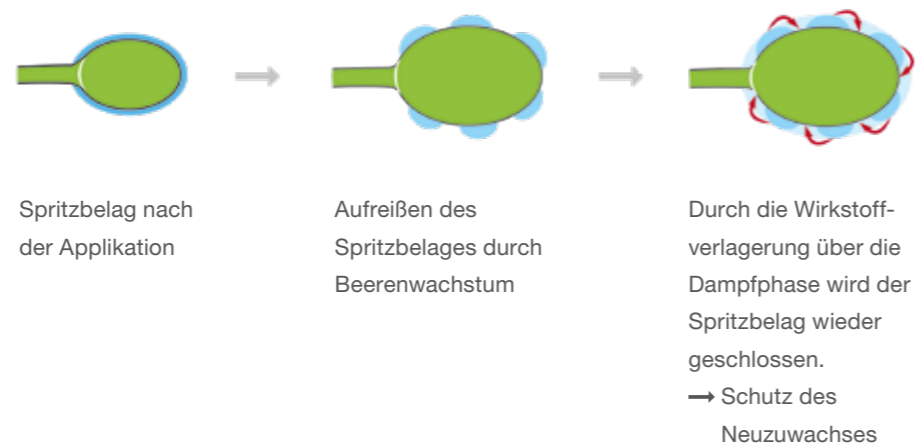 Spritzbelag nach
der Applikation
Aufreißen des
Spritzbelages durch
Beerenwachstum
Durch die Wirkstoff-
verlagerung über die
Dampfphase wird der
Spritzbelag wieder
geschlossen.
→ Schutz des
Neuzuwachses